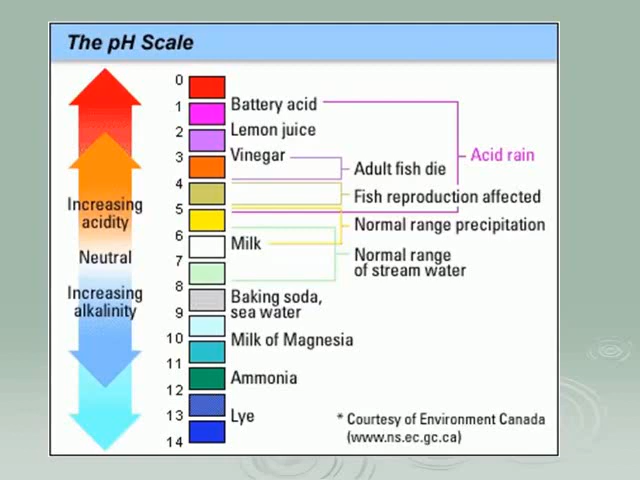 The pH Scale
0
1
Battery acid
2
Lemon juice
3
Vinegar
Acid rain
Adult fish die
4
Fish reproduction affected
Increasing
acidity
5
Normal range precipitation
6
Milk
Neutral
7
Normal range
of stream water
8
Increasing
alkalinity
Baking soda,
sea water
9
10
Milk of Magnesia
11
12
Ammonia
13
Lye
14
* Courtesy of Environment Canada
(www.ns.ec.gc.ca)